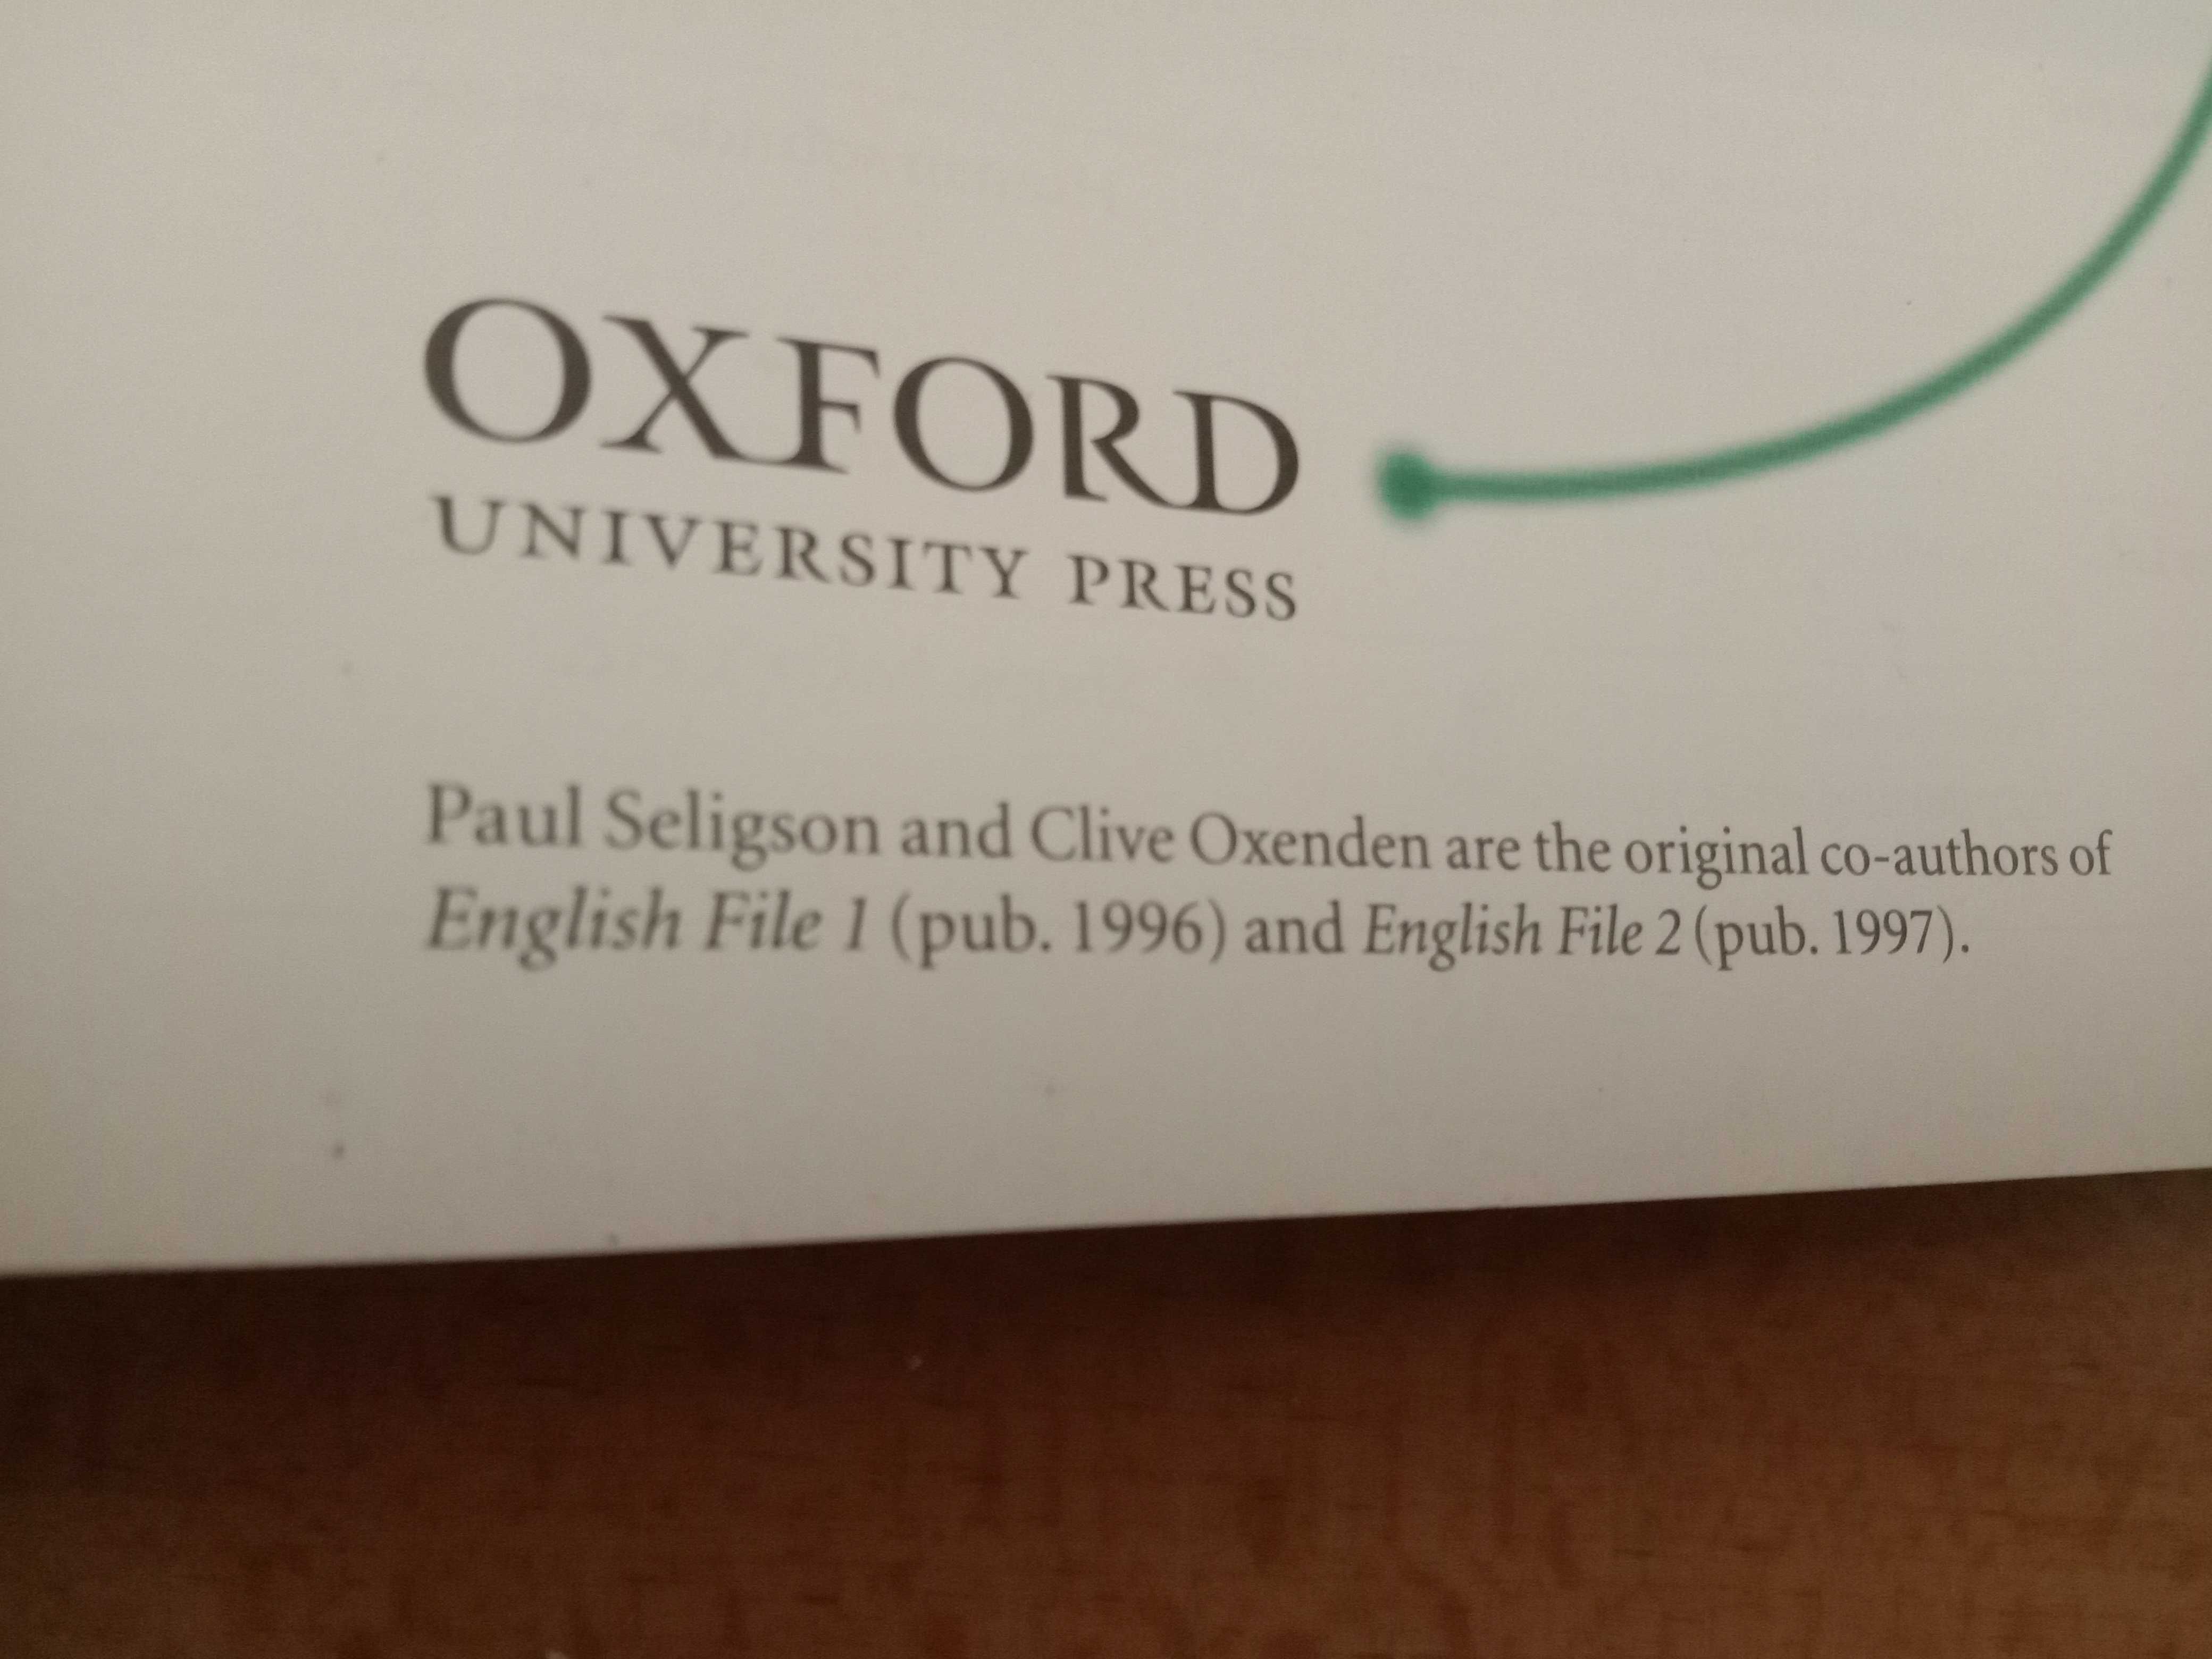 OXFORD
UNIVERSITY PRESS
Paul Seligson and Clive Oxenden are the original co-authors of
English File 1 (pub. 1996) and English File 2 (pub. 1997).